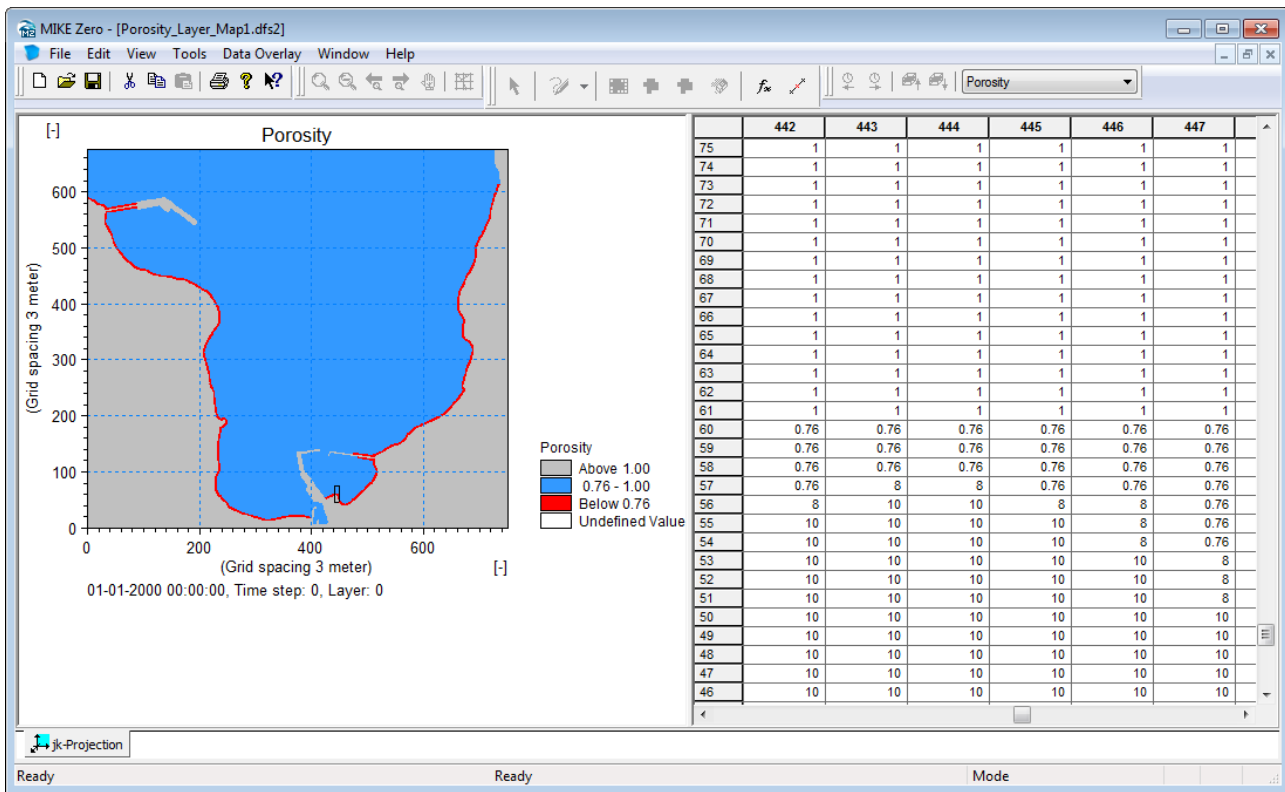 MIKE Zero - [Porosity_Layer_Map1.dfs2]
File Edit View Tools Data Overlay Window Help
Porosity
[-]
Porosity
600
500
400
300
200
100
0
(Grid spacing 3 meter)
0 200 400 600
(Grid spacing 3 meter)
[-]
01-01-2000 00:00:00, Time step: 0, Layer: 0
Porosity
Above 1.00
0.76 - 1.00
Below 0.76
Undefined Value
442 443 444 445 446 447
75 1 1 1 1 1 1
74 1 1 1 1 1 1
73 1 1 1 1 1 1
72 1 1 1 1 1 1
71 1 1 1 1 1 1
70 1 1 1 1 1 1
69 1 1 1 1 1 1
68 1 1 1 1 1 1
67 1 1 1 1 1 1
66 1 1 1 1 1 1
65 1 1 1 1 1 1
64 1 1 1 1 1 1
63 1 1 1 1 1 1
62 1 1 1 1 1 1
61 1 1 1 1 1 1
60 0.76 0.76 0.76 0.76 0.76 0.76
59 0.76 0.76 0.76 0.76 0.76 0.76
58 0.76 0.76 0.76 0.76 0.76 0.76
57 0.76 8 8 0.76 0.76 0.76
56 8 10 10 8 8 0.76
55 10 10 10 10 8 0.76
54 10 10 10 10 8 0.76
53 10 10 10 10 10 8
52 10 10 10 10 10 8
51 10 10 10 10 10 8
50 10 10 10 10 10 10
49 10 10 10 10 10 10
48 10 10 10 10 10 10
47 10 10 10 10 10 10
46 10 10 10 10 10 10
jk-Projection
Ready Ready Mode